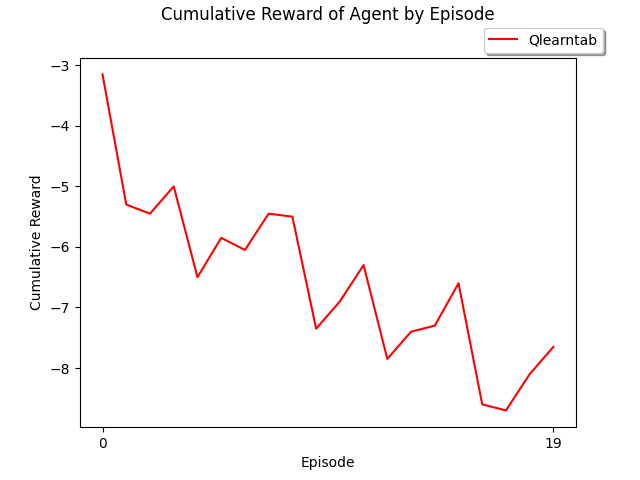 Cumulative Reward of Agent by Episode
Qlearntab
−3
−4
−5
−6
−7
−8
Cumulative Reward
0 19
Episode